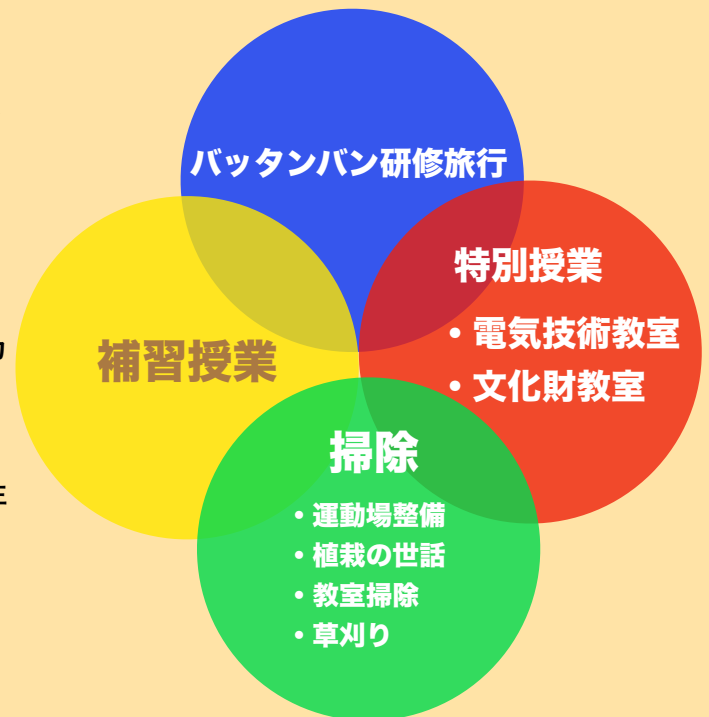 バッタンバン研修旅行
特別授業
・電気技術教室
・文化財教室
補習授業
掃除
・運動場整備
・植栽の世話
・教室掃除
・草刈り